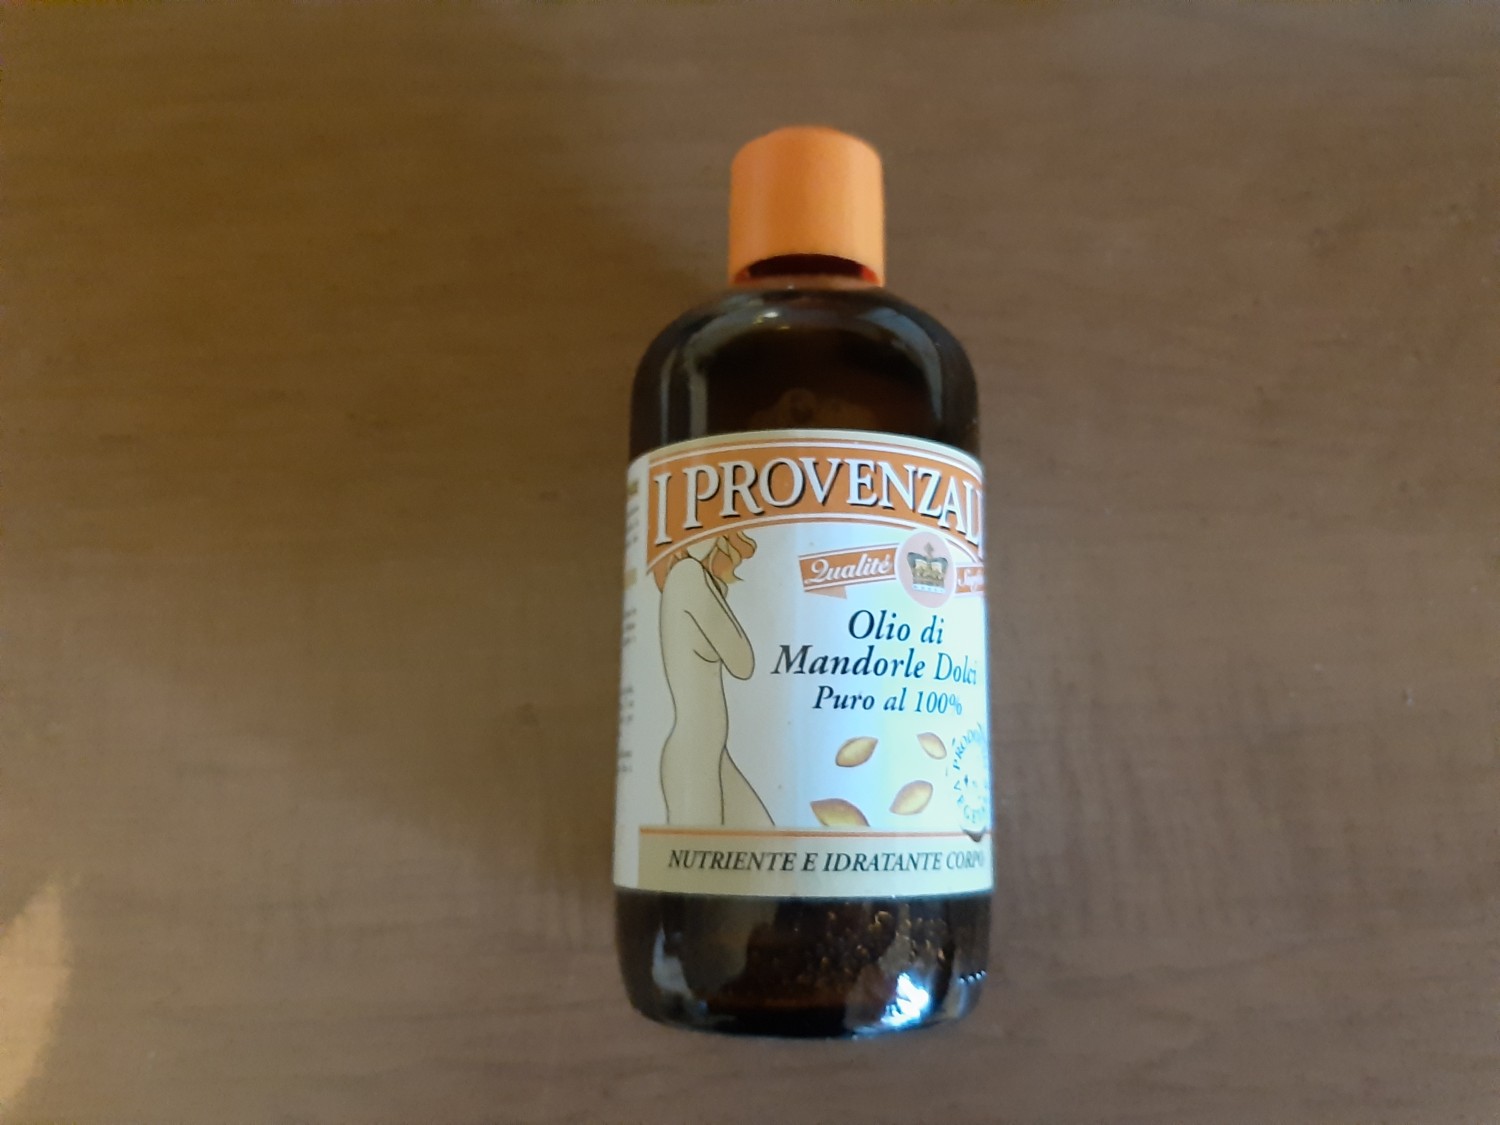 I PROVENZALI
Qualité
Olio di
Mandorle Dolci
Puro al 100%
NUTRIENTE E IDRATANTE CORPO